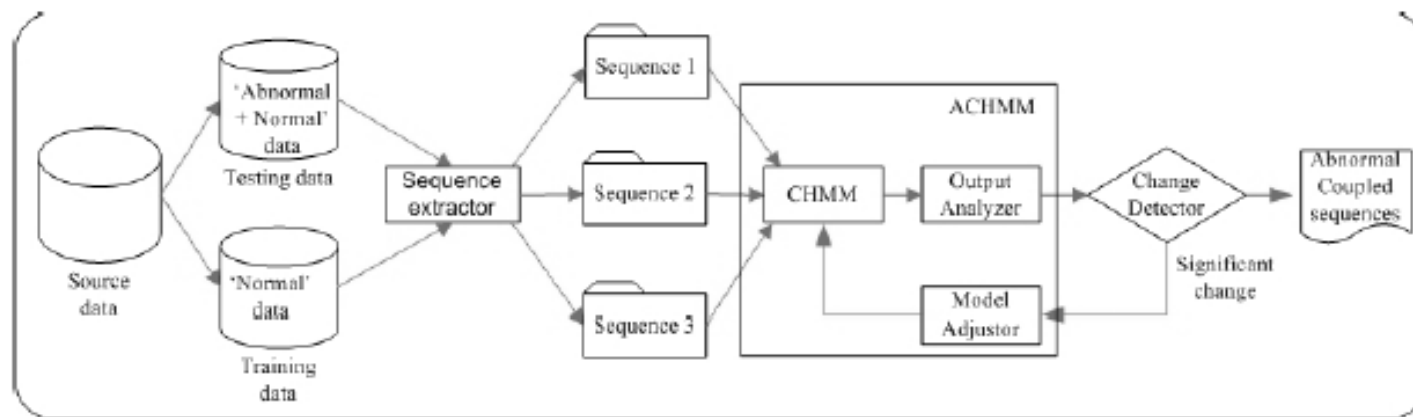 Source
data
'Abnormal
+ Normal'
data
Testing data
'Normal'
data
Training
data
Sequence
extractor
Sequence 1
Sequence 2
Sequence 3
ACHMM
CHMM
Output
Analyzer
Model
Adjustor
Change
Detector
Significant
change
Abnormal
Coupled
sequences